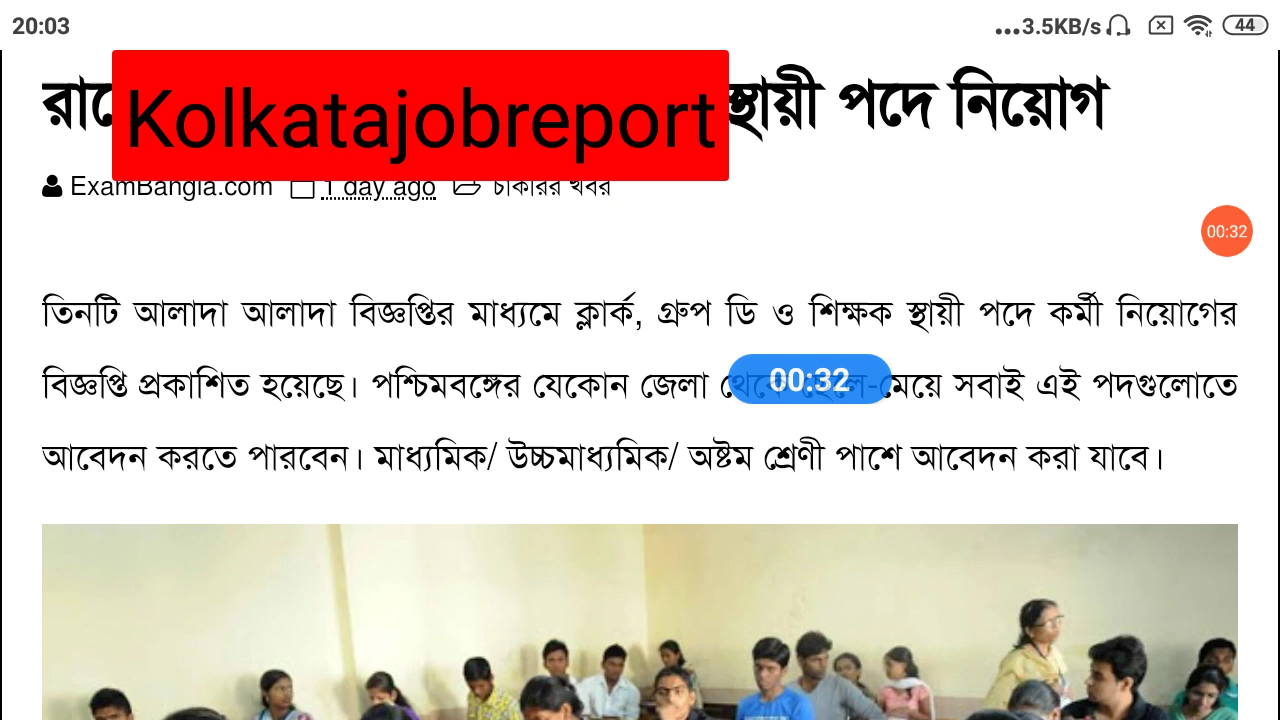 20:03
...3.5KB/s
44
Kolkatajobreport
স্থায়ী পদে নিয়োগ
ExamBangla.com 1 day ago চাকরির খবর
00:32
তিনটি আলাদা আলাদা বিজ্ঞপ্তির মাধ্যমে ক্লার্ক, গ্রুপ ডি ও শিক্ষক স্থায়ী পদে কর্মী নিয়োগের
বিজ্ঞপ্তি প্রকাশিত হয়েছে। পশ্চিমবঙ্গের যেকোন জেলা থেকে ছেলে-মেয়ে সবাই এই পদগুলোতে
00:32
আবেদন করতে পারবেন। মাধ্যমিক/ উচ্চমাধ্যমিক/ অষ্টম শ্রেণী পাশে আবেদন করা যাবে।